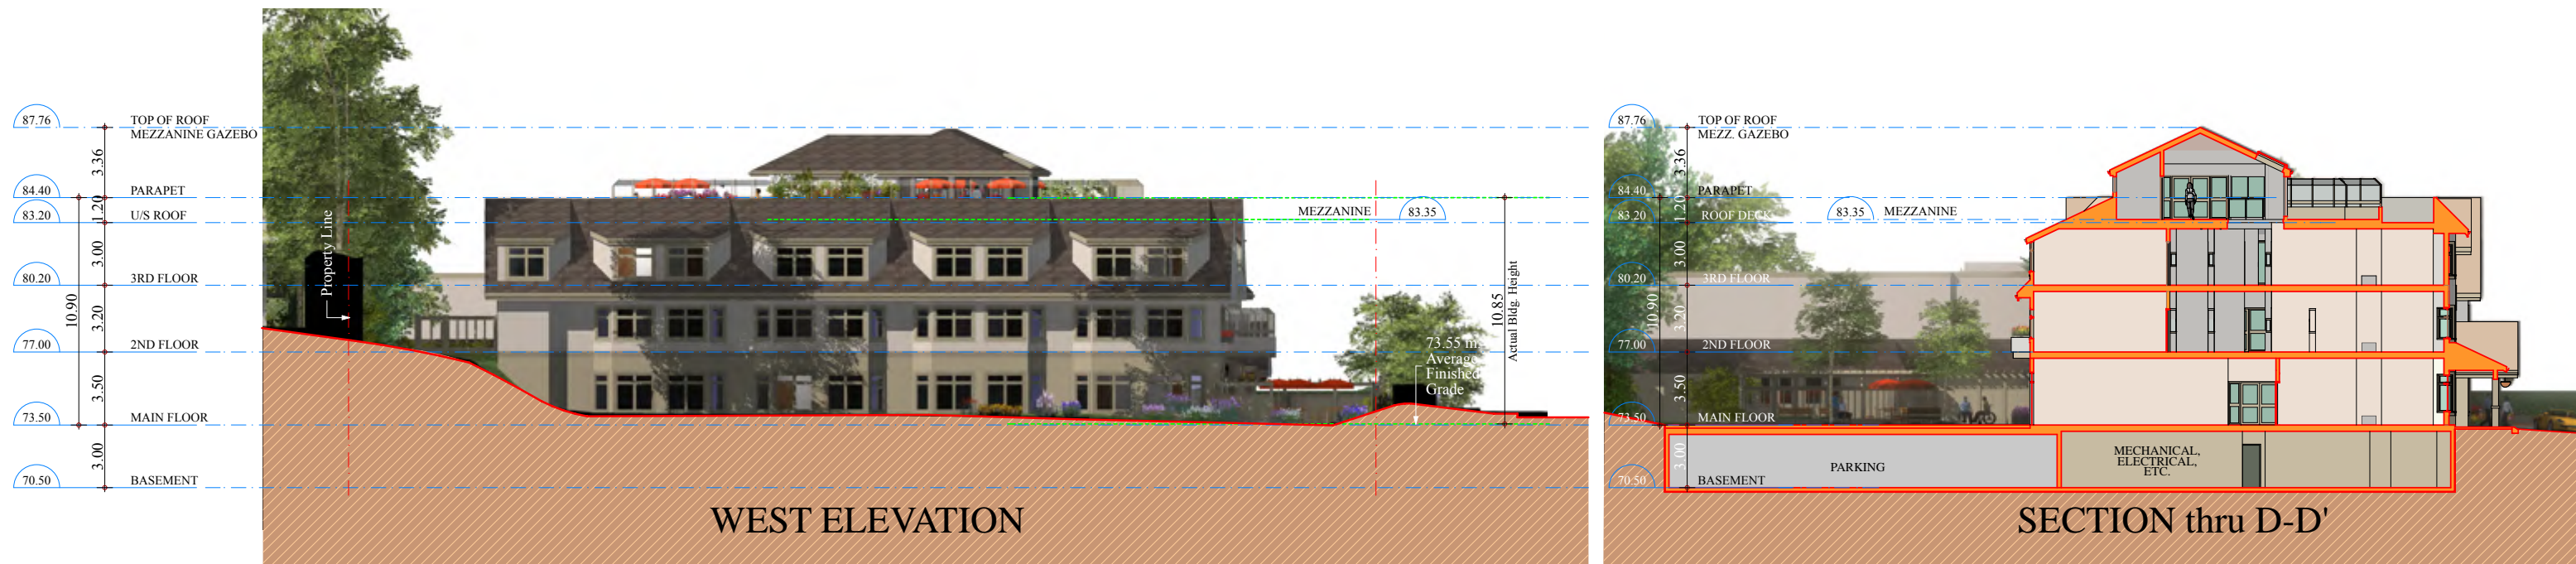 87.76
TOP OF ROOF
MEZZANINE GAZEBO
3.36
84.40
PARAPET
1.20
83.20
U/S ROOF
3.00
80.20
3RD FLOOR
10.90
3.20
77.00
2ND FLOOR
3.50
73.50
MAIN FLOOR
3.00
70.50
BASEMENT
Property Line
MEZZANINE
83.35
10.85
Actual Bldg. Height
73.55 m
Average
Finished
Grade
WEST ELEVATION
87.76
TOP OF ROOF
MEZZ. GAZEBO
3.36
84.40
PARAPET
1.20
83.20
ROOF DECK
83.35
MEZZANINE
3.00
80.20
3RD FLOOR
10.90
3.20
77.00
2ND FLOOR
3.50
73.50
MAIN FLOOR
3.00
PARKING
MECHANICAL,
ELECTRICAL,
ETC.
70.50
BASEMENT
SECTION thru D-D'